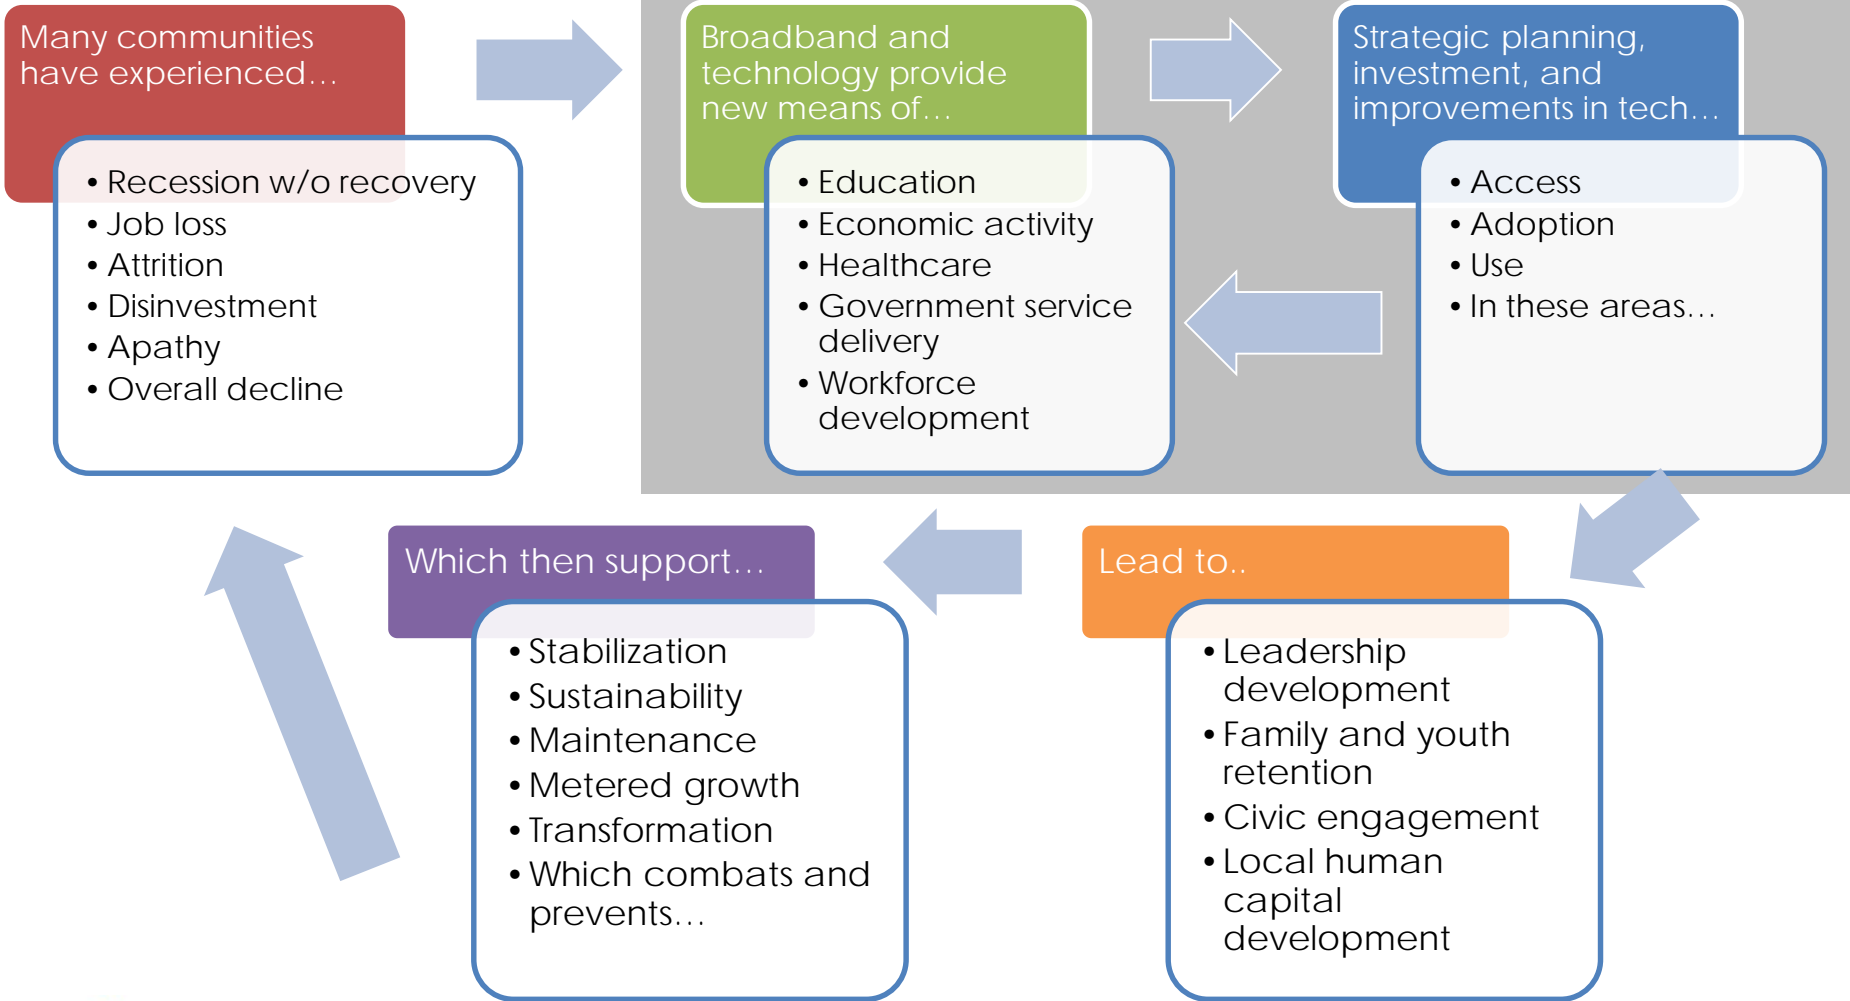 Many communities
have experienced…
• Recession w/o recovery
• Job loss
• Attrition
• Disinvestment
• Apathy
• Overall decline
Broadband and
technology provide
new means of…
• Education
• Economic activity
• Healthcare
• Government service
delivery
• Workforce
development
Strategic planning,
investment, and
improvements in tech…
• Access
• Adoption
• Use
• In these areas…
Lead to..
• Leadership
development
• Family and youth
retention
• Civic engagement
• Local human
capital
development
Which then support…
• Stabilization
• Sustainability
• Maintenance
• Metered growth
• Transformation
• Which combats and
prevents…